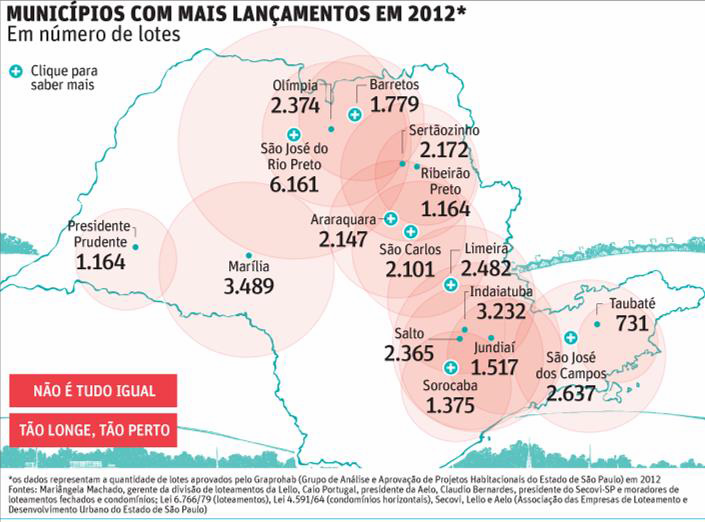 MUNICÍPIOS COM MAIS LANÇAMENTOS EM 2012*
Em número de lotes
Clique para
saber mais
Olímpia
2.374
Barretos
1.779
São José do
Rio Preto
6.161
Sertãozinho
2.172
Ribeirão
Preto
1.164
Araraquara
2.147
São Carlos
2.101
Presidente
Prudente
1.164
Marília
3.489
Limeira
2.482
Indaiatuba
3.232
Salto
2.365
Jundiaí
1.517
Sorocaba
1.375
Taubaté
731
São José
dos Campos
2.637
NÃO É TUDO IGUAL
TÃO LONGE, TÃO PERTO
*os dados representam a quantidade de lotes aprovados pelo Graprohab (Grupo de Análise e Aprovação de Projetos Habitacionais do Estado de São Paulo) em 2012
Fontes: Mariângela Machado, gerente da divisão de loteamentos da Lello, Caio Portugal, presidente da Aelo, Claudio Bernardes, presidente do Secovi-SP e moradores de
loteamentos fechados e condomínios; Lei 6.766/79 (loteamentos), Lei 4.591/64 (condomínios horizontais), Secovi, Lello e Aelo (Associação das Empresas de Loteamento e
Desenvolvimento Urbano do Estado de São Paulo)